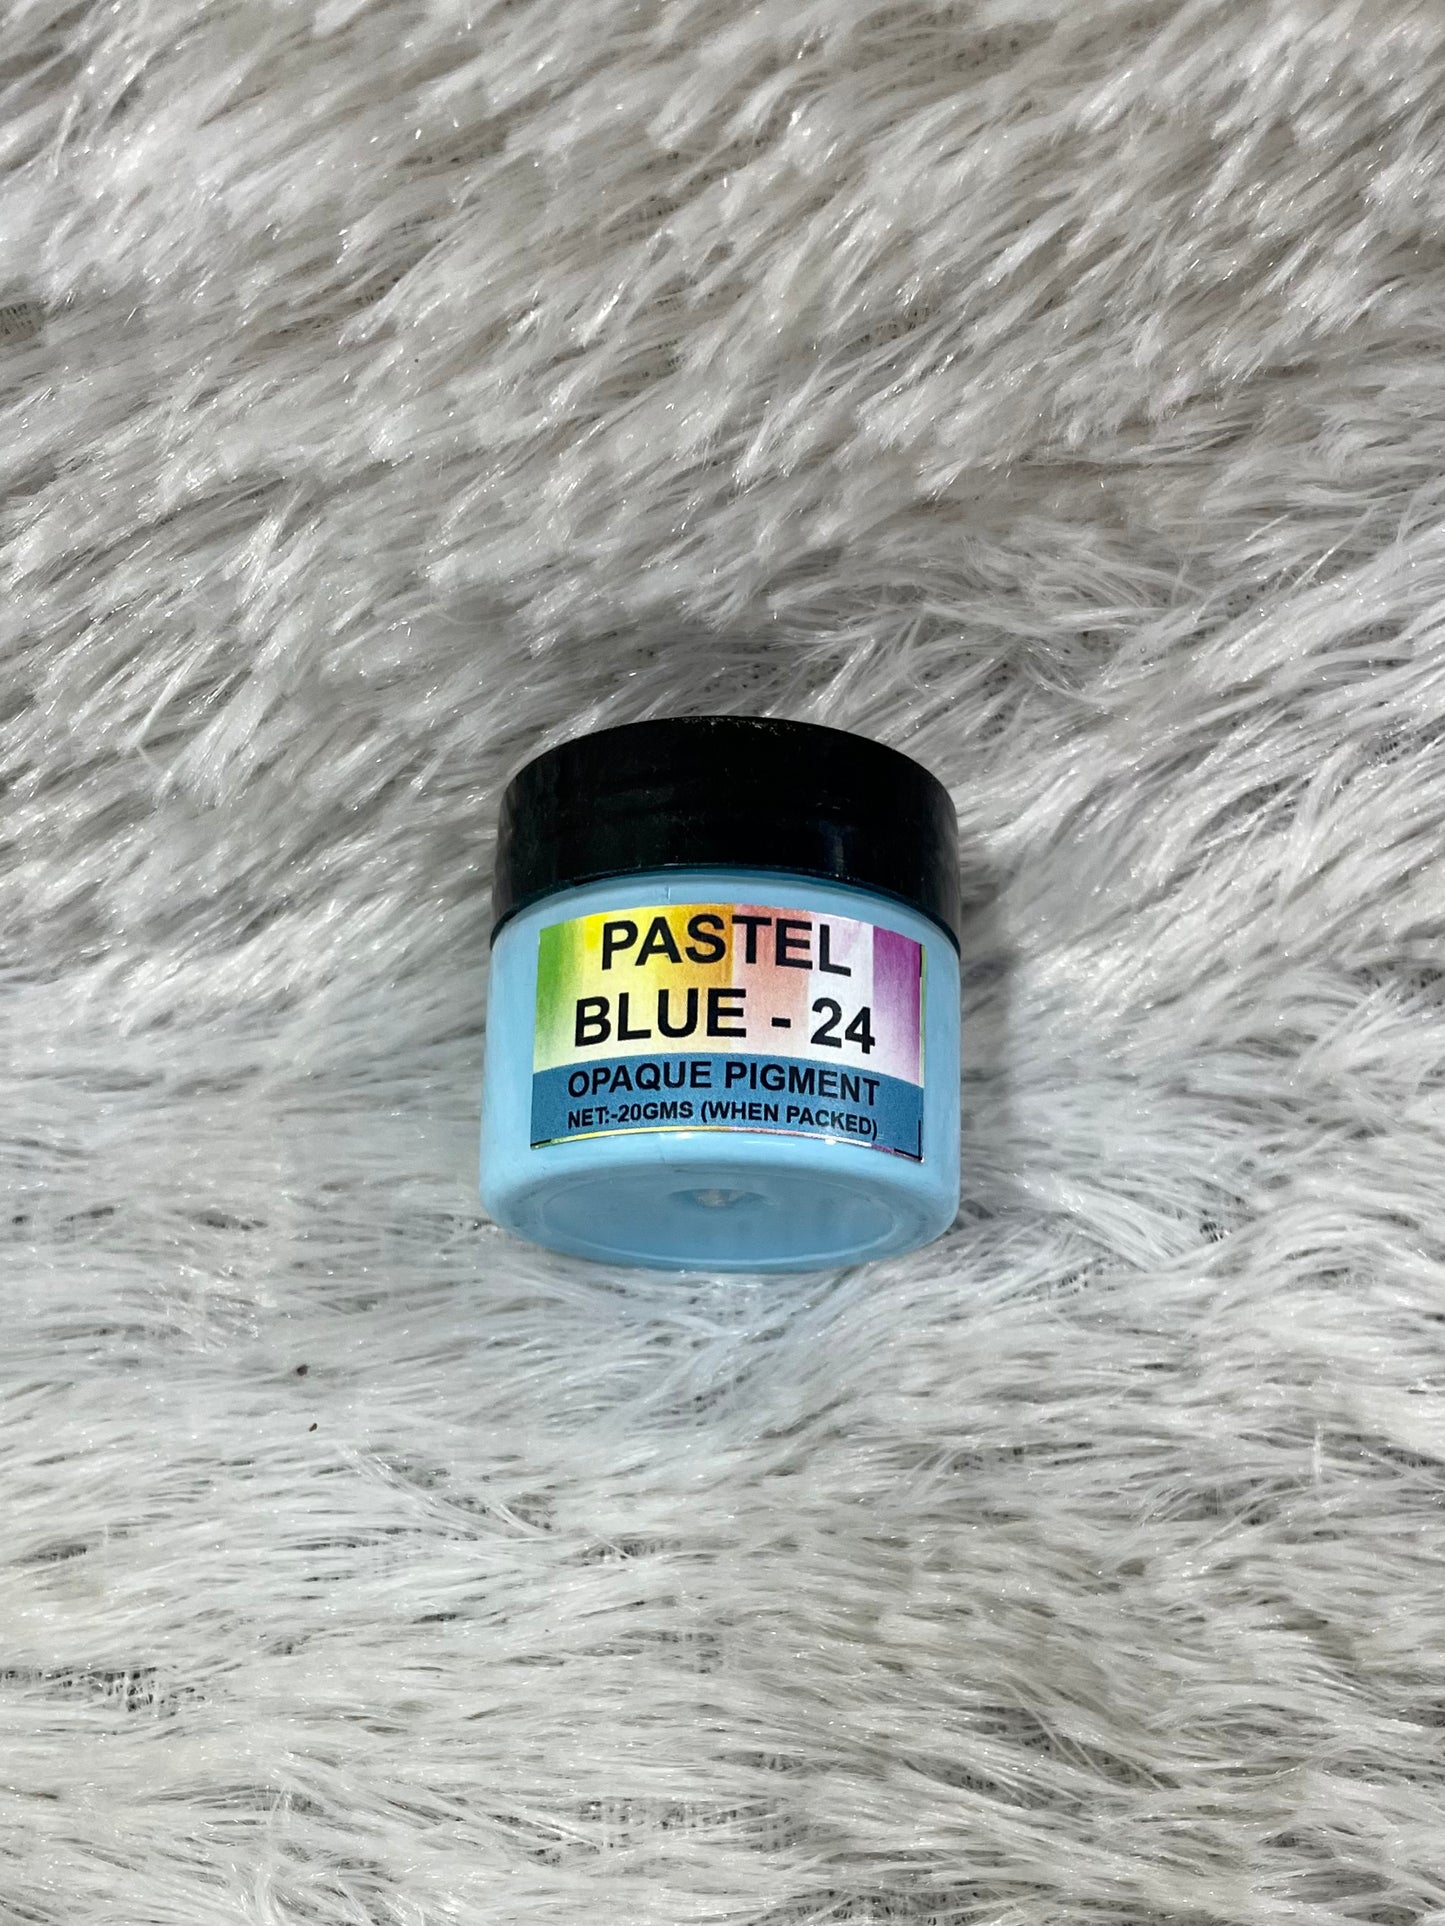 PASTEL
BLUE - 24
OPAQUE PIGMENT
NET:-20GMS (WHEN PACKED)